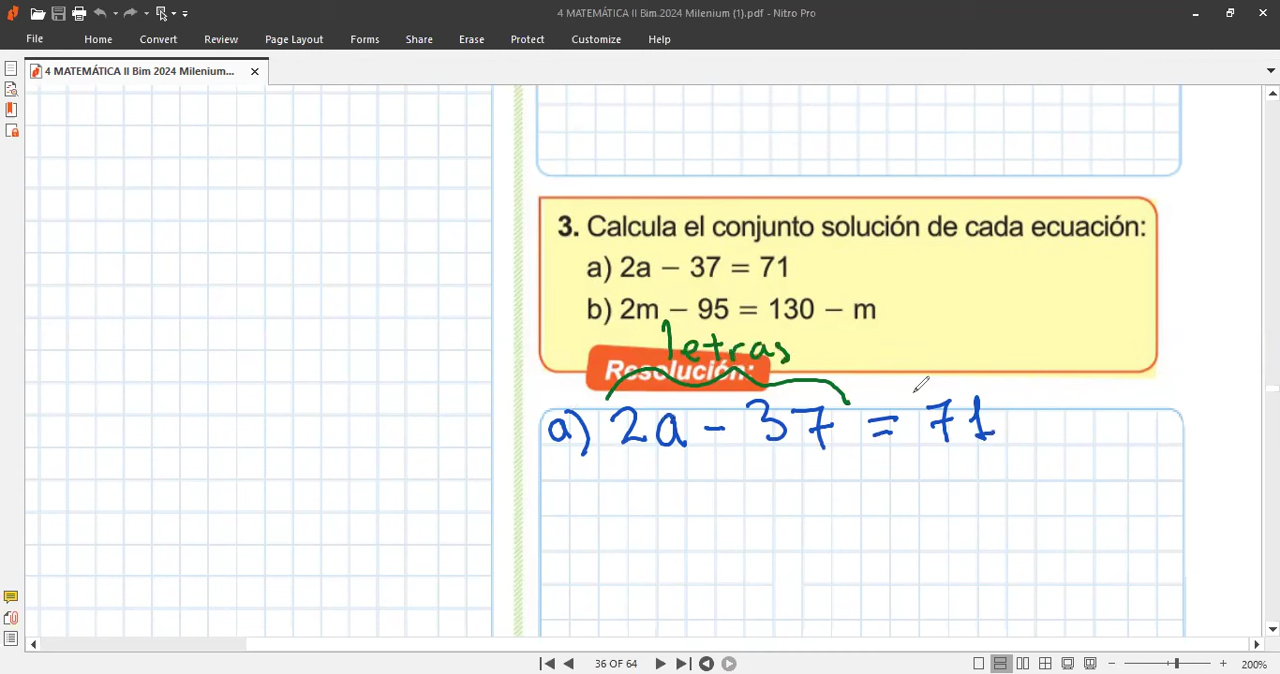 4 MATEMÁTICA II Bim.2024 Milenium (1).pdf - Nitro Pro
File Home Convert Review Page Layout Forms Share Erase Protect Customize Help
4 MATEMÁTICA II Bim 2024 Milenium...
3. Calcula el conjunto solución de cada ecuación:
a) 2a − 37 = 71
b) 2m − 95 = 130 − m
letras
Resolución:
a) 2a - 37 = 71
36 OF 64
200%